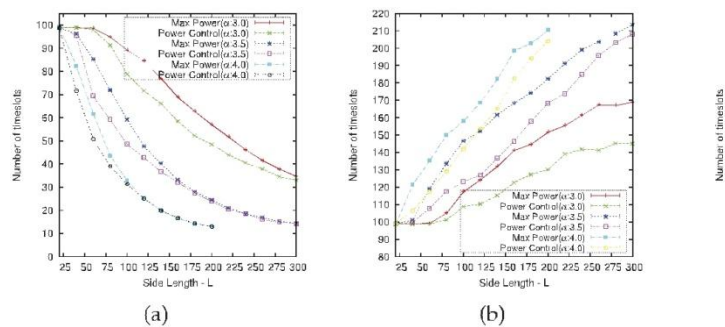 Number of timeslots
105
100
90
80
70
60
50
40
30
20
10
0
Max Power(α:3.0)
Power Control(α:3.0)
Max Power(α:3.5)
Power Control(α:3.5)
Max Power(α:4.0)
Power Control(α:4.0)
25 50 75 100 125 150 175 200 225 250 275 300
Side Length - L
(a)
Number of timeslots
220
210
200
190
180
170
160
150
140
130
120
110
100
90
80
Max Power(α:3.0)
Power Control(α:3.0)
Max Power(α:3.5)
Power Control(α:3.5)
Max Power(α:4.0)
Power Control(α:4.0)
25 50 75 100 125 150 175 200 225 250 275 300
Side Length - L
(b)
Number of timeslots